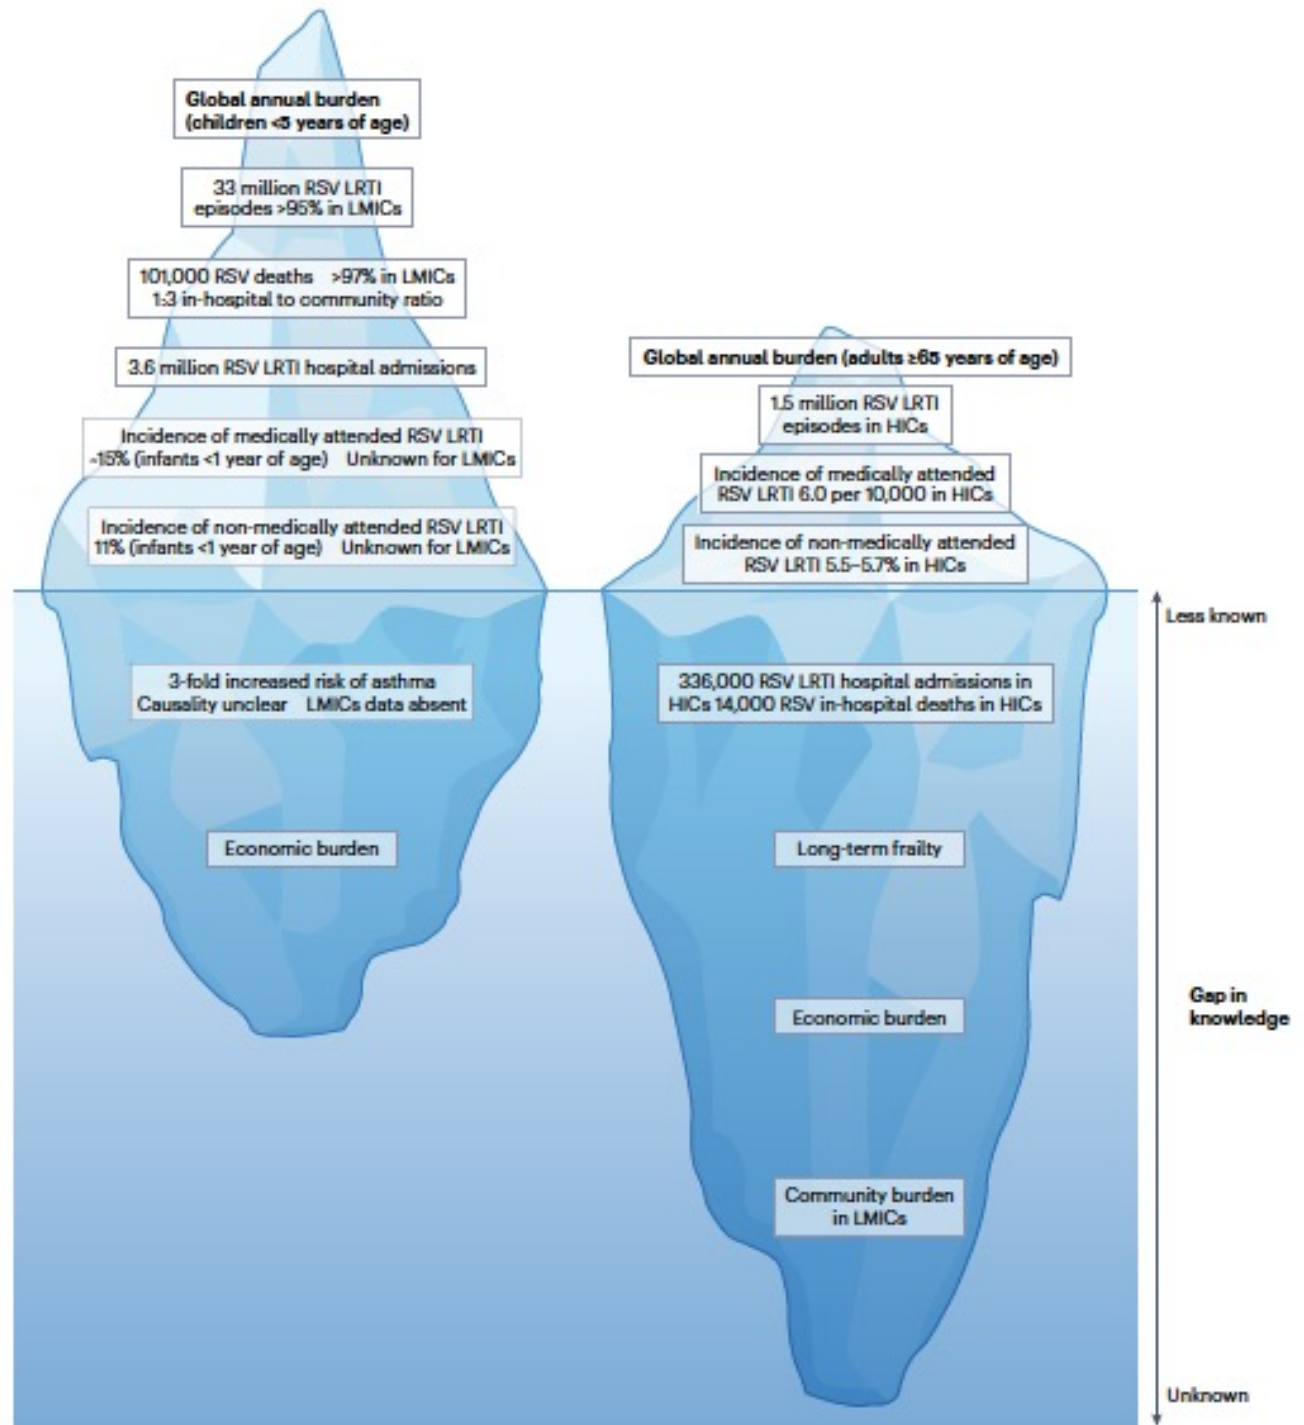 Global annual burden
(children <5 years of age)
33 million RSV LRTI
episodes >95% in LMICs
101,000 RSV deaths >97% in LMICs
1:3 in-hospital to community ratio
3.6 million RSV LRTI hospital admissions
Incidence of medically attended RSV LRTI
~15% (infants <1 year of age) Unknown for LMICs
Incidence of non-medically attended RSV LRTI
11% (infants <1 year of age) Unknown for LMICs
3-fold increased risk of asthma
Causality unclear LMICs data absent
Economic burden
Global annual burden (adults ≥65 years of age)
1.5 million RSV LRTI
episodes in HICs
Incidence of medically attended
RSV LRTI 6.0 per 10,000 in HICs
Incidence of non-medically attended
RSV LRTI 5.5–5.7% in HICs
336,000 RSV LRTI hospital admissions in
HICs 14,000 RSV in-hospital deaths in HICs
Long-term frailty
Economic burden
Community burden
in LMICs
Less known
Gap in
knowledge
Unknown